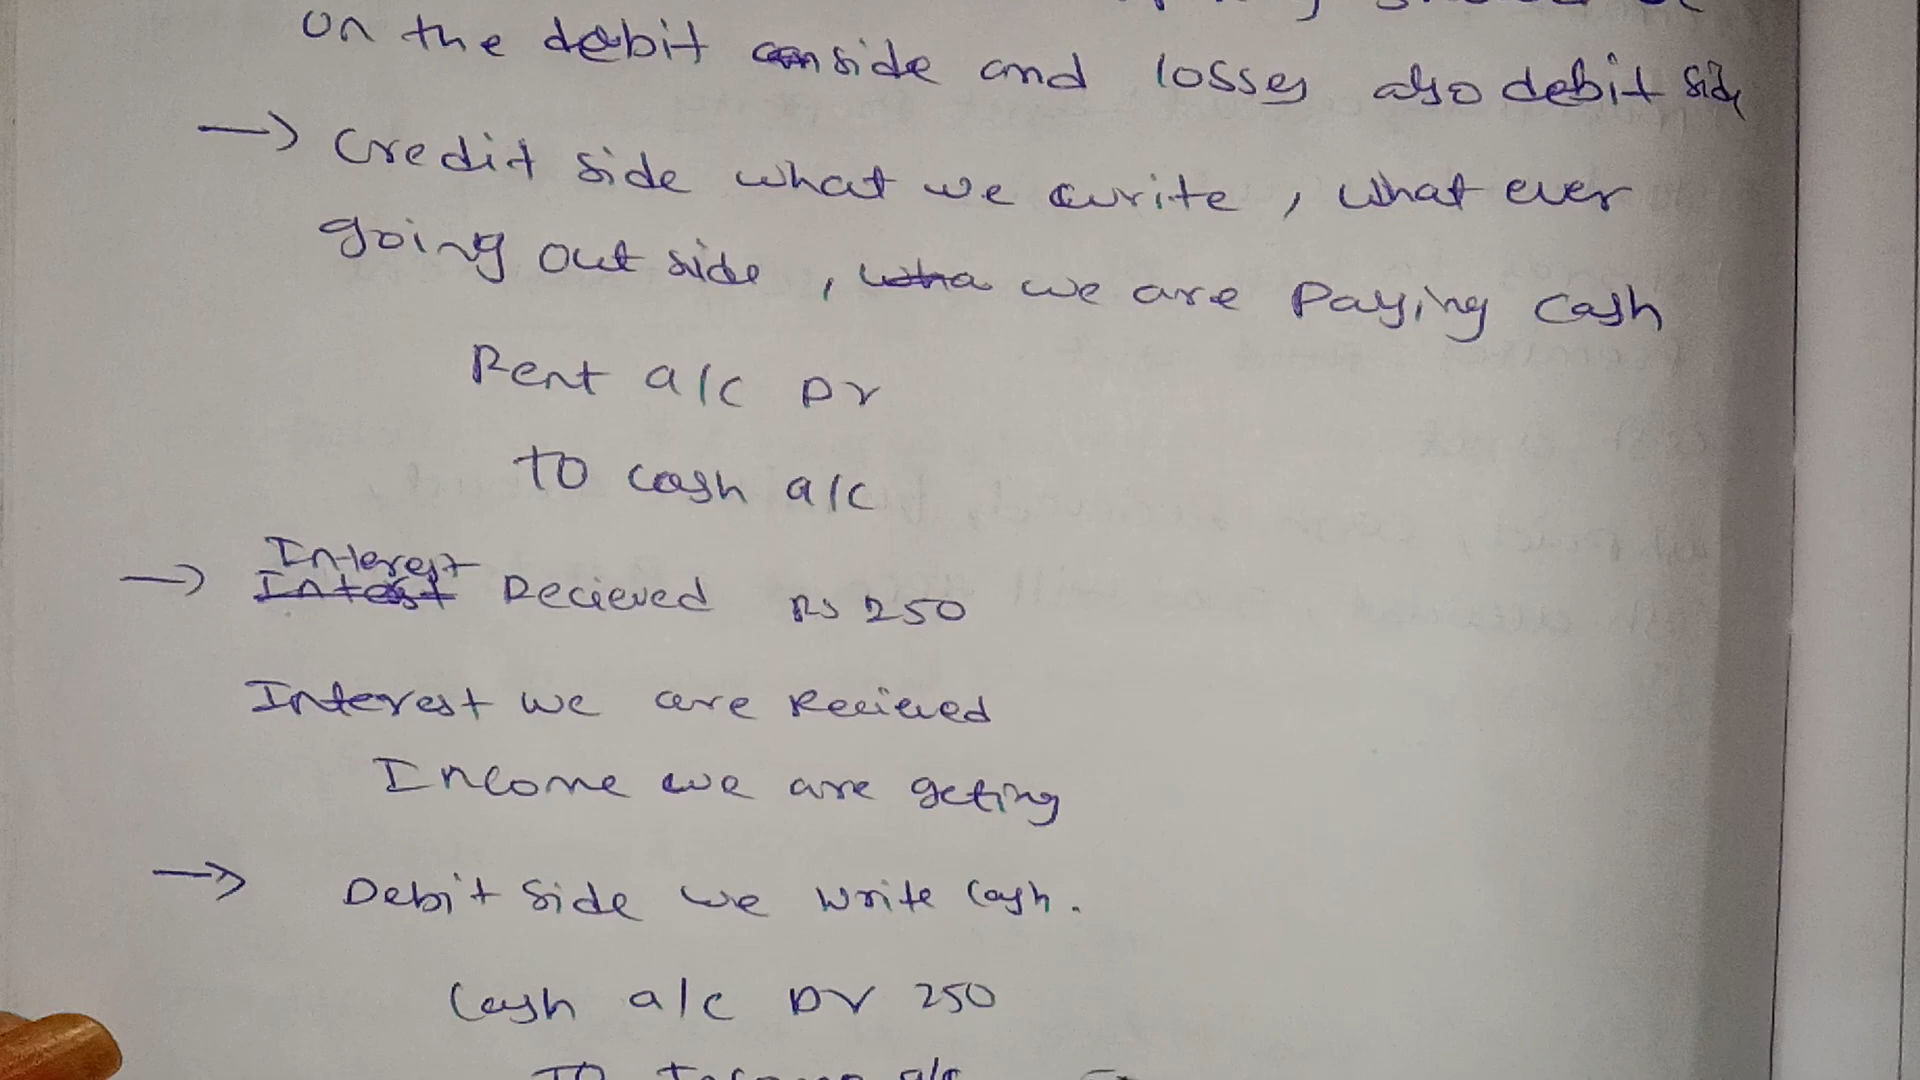 on the debit side and losses also debit side
→ Credit side what we write, what ever
going out side, we are paying cash
Rent a/c Dr
To cash a/c
→ Interest Recieved Rs 250
Interest we are Recieved
Income we are geting
→ Debit side we write cash.
Cash a/c Dr 250
To Income a/c